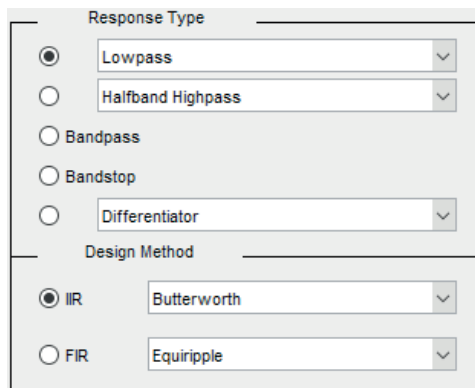 Response Type
Lowpass
Halfband Highpass
Bandpass
Bandstop
Differentiator
Design Method
IIR Butterworth
FIR Equiripple